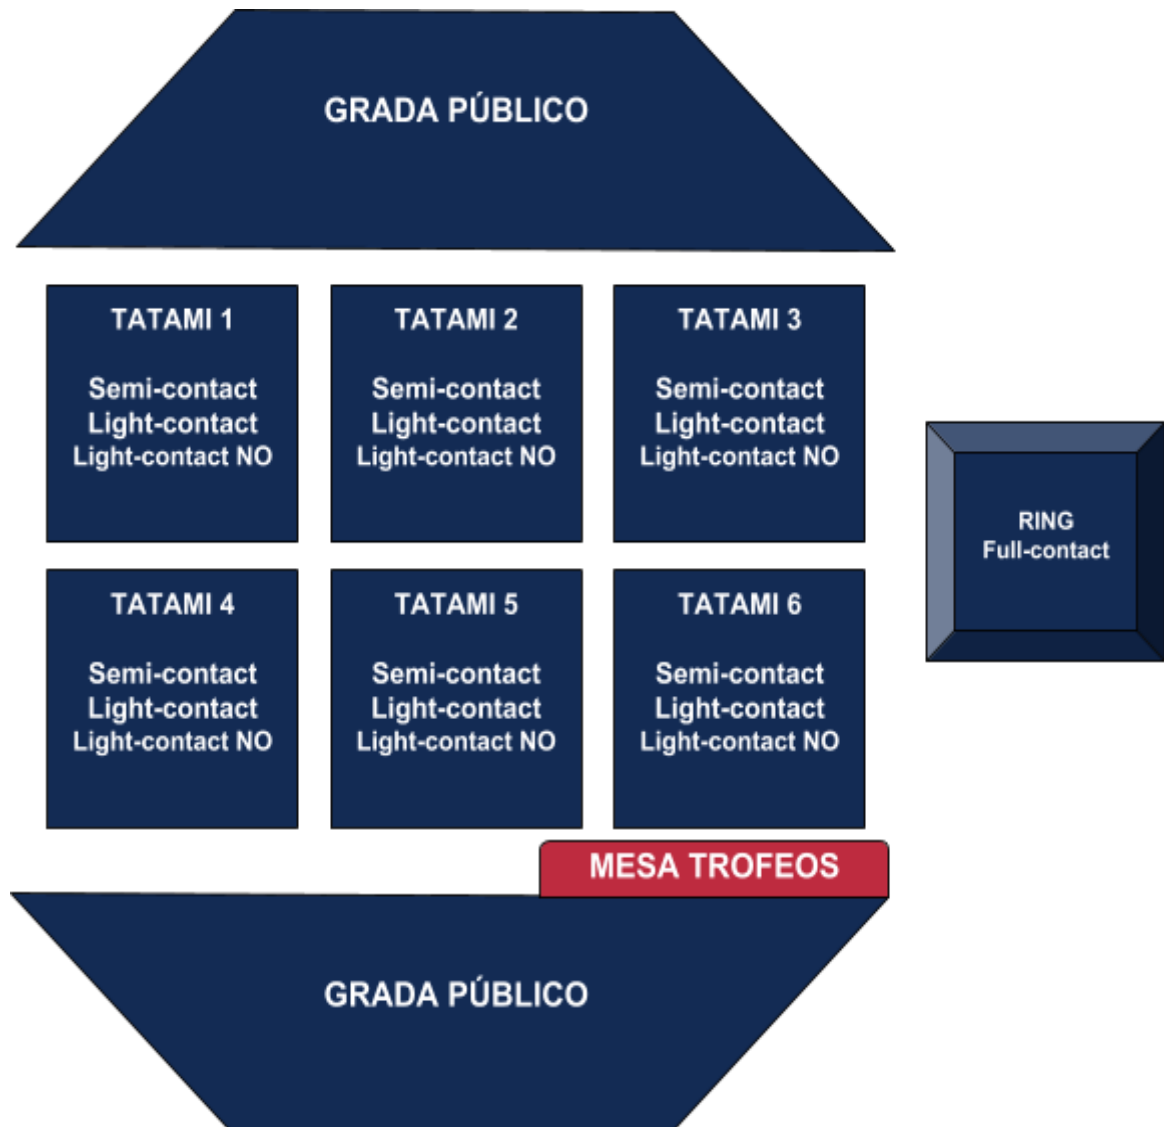 GRADA PÚBLICO
TATAMI 1
Semi-contact
Light-contact
Light-contact NO
TATAMI 2
Semi-contact
Light-contact
Light-contact NO
TATAMI 3
Semi-contact
Light-contact
Light-contact NO
RING
Full-contact
TATAMI 4
Semi-contact
Light-contact
Light-contact NO
TATAMI 5
Semi-contact
Light-contact
Light-contact NO
TATAMI 6
Semi-contact
Light-contact
Light-contact NO
MESA TROFEOS
GRADA PÚBLICO